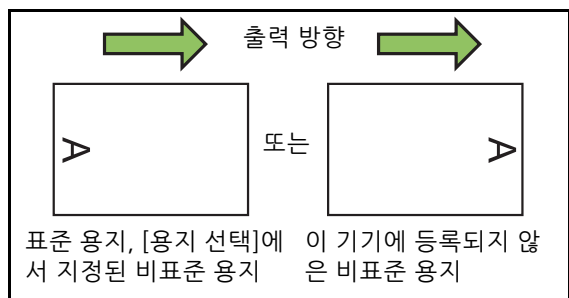 출력 방향
A
또는
A
표준 용지, [용지 선택]에
서 지정된 비표준 용지
이 기기에 등록되지 않
은 비표준 용지